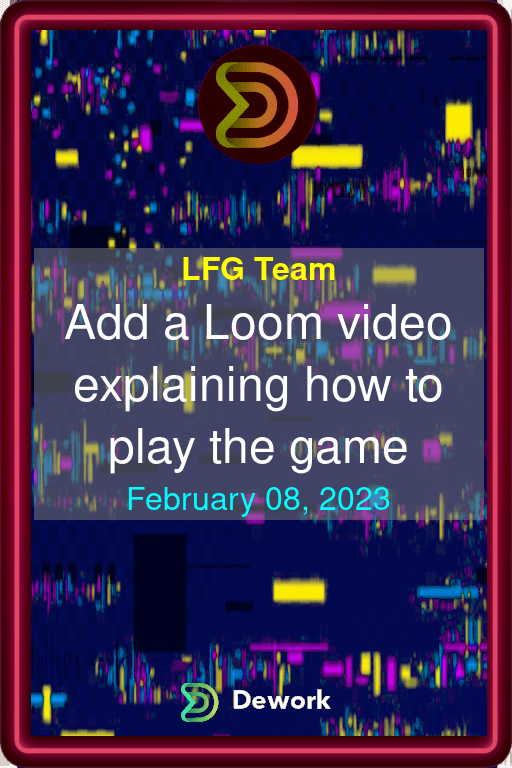 LFG Team
Add a Loom video
explaining how to
play the game
February 08, 2023
Dework